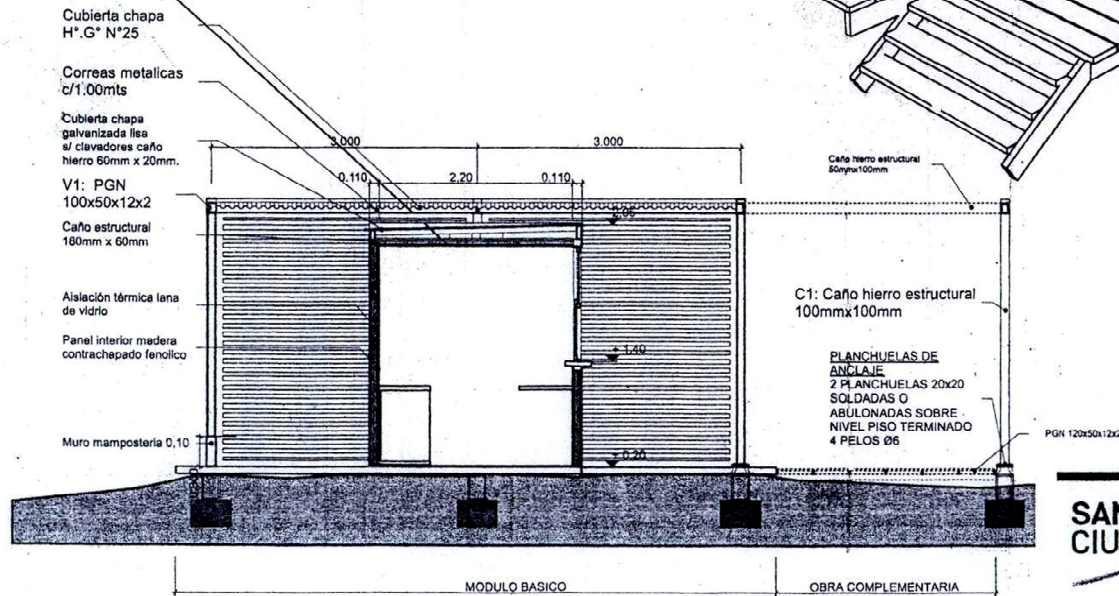 Cubierta chapa
H°.G° N°25
Correas metalicas
c/1.00mts
Cubierta chapa
galvanizada lisa
s/ clavadores caño
hierro 60mm x 20mm.
V1: PGN
100x50x12x2
Caño estructural
160mm x 60mm
Aislación térmica lana
de vidrio
Panel interior madera
contrachapado fenolico
Muro mamposteria 0,10
3.000
3.000
0.110
2,20
0.110
+ 1.40
+ 0.20
Caño hierro estructural
50mmx100mm
C1: Caño hierro estructural
100mmx100mm
PLANCHUELAS DE
ANCLAJE
2 PLANCHUELAS 20x20
SOLDADAS O
ABULONADAS SOBRE
NIVEL PISO TERMINADO
4 PELOS Ø6
PGN 120x50x12x2
SAN
CIU
MODULO BASICO
OBRA COMPLEMENTARIA